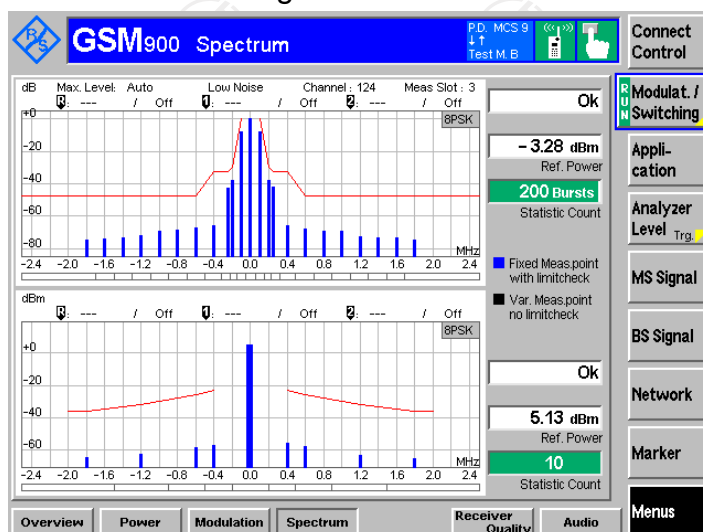 R/S
GSM900 Spectrum
P.D. MCS 9
Test M. B
Connect
Control
RUN
Modulat. /
Switching
Appli-
cation
Analyzer
Level Trg.
MS Signal
BS Signal
Network
Marker
Menus
dB Max. Level: Auto Low Noise Channel : 124 Meas Slot : 3
R: --- / Off 1: --- / Off 2: --- / Off
8PSK
+0
-20
-40
-60
-80
MHz
-2.4 -2.0 -1.6 -1.2 -0.8 -0.4 0.0 0.4 0.8 1.2 1.6 2.0 2.4
Ok
– 3.28 dBm
Ref. Power
200 Bursts
Statistic Count
Fixed Meas.point
with limitcheck
Var. Meas.point
no limitcheck
dBm
R: --- / Off 1: --- / Off 2: --- / Off
8PSK
+0
-20
-40
-60
MHz
-2.4 -2.0 -1.6 -1.2 -0.8 -0.4 0.0 0.4 0.8 1.2 1.6 2.0 2.4
Ok
5.13 dBm
Ref. Power
10
Statistic Count
Overview Power Modulation Spectrum Receiver Quality Audio